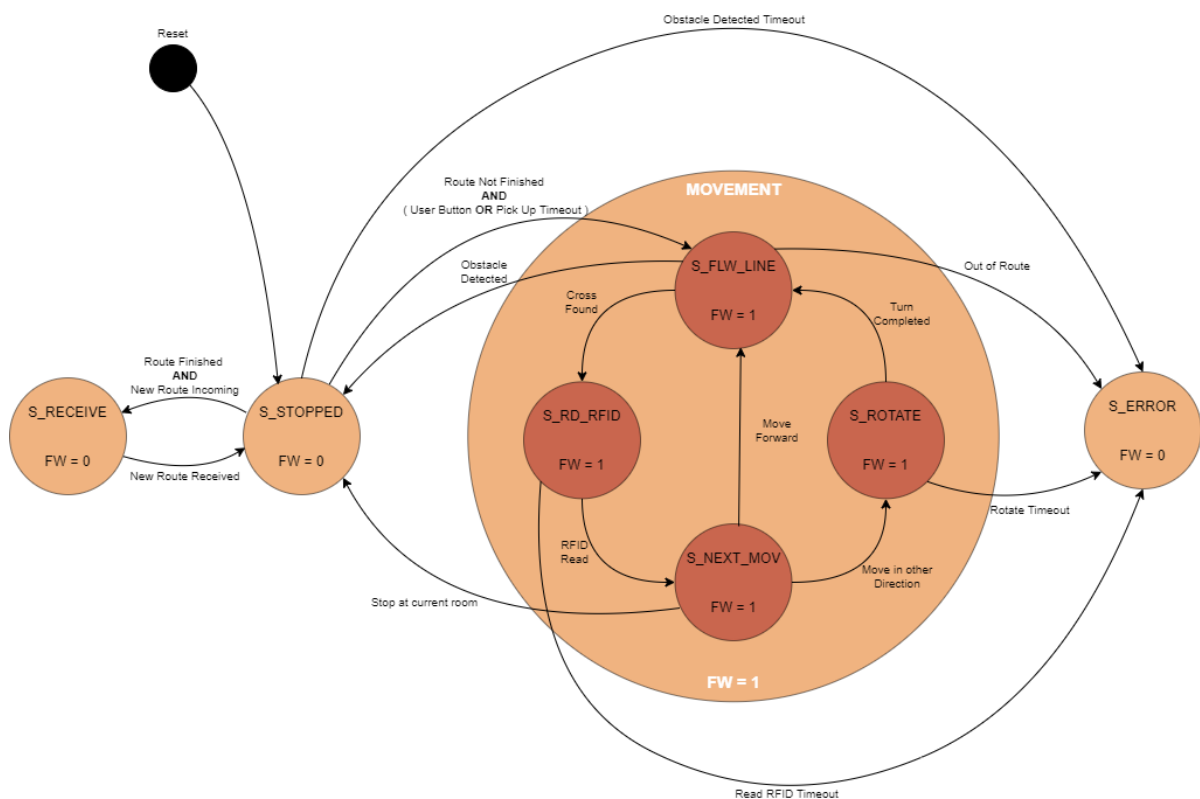 Obstacle Detected Timeout
Reset
Route Not Finished
AND
( User Button OR Pick Up Timeout )
MOVEMENT
S_FLW_LINE
FW = 1
Obstacle
Detected
Out of Route
Cross
Found
Turn
Completed
Route Finished
AND
New Route Incoming
S_RECEIVE
FW = 0
S_STOPPED
FW = 0
S_RD_RFID
FW = 1
Move
Forward
S_ROTATE
FW = 1
S_ERROR
FW = 0
New Route Received
Rotate Timeout
RFID
Read
S_NEXT_MOV
FW = 1
Move in other
Direction
Stop at current room
FW = 1
Read RFID Timeout